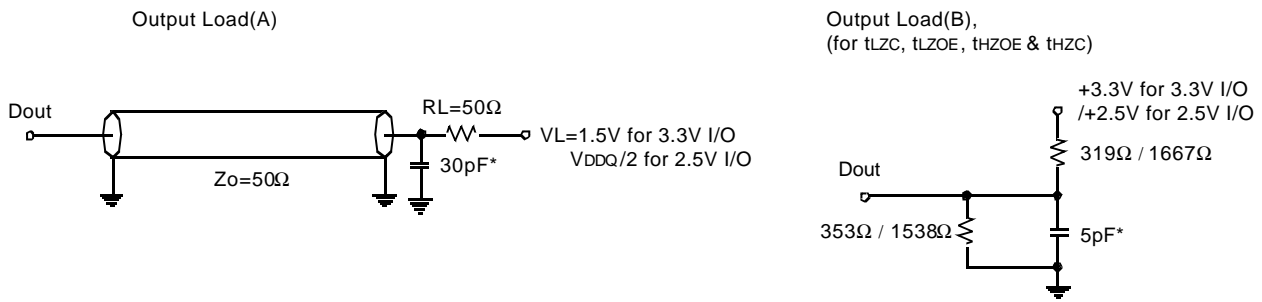 Output Load(A)
Dout
Zo=50Ω
RL=50Ω
30pF*
VL=1.5V for 3.3V I/O
VDDQ/2 for 2.5V I/O
Output Load(B),
(for tLZC, tLZOE, tHZOE & tHZC)
+3.3V for 3.3V I/O
/+2.5V for 2.5V I/O
319Ω / 1667Ω
Dout
353Ω / 1538Ω
5pF*